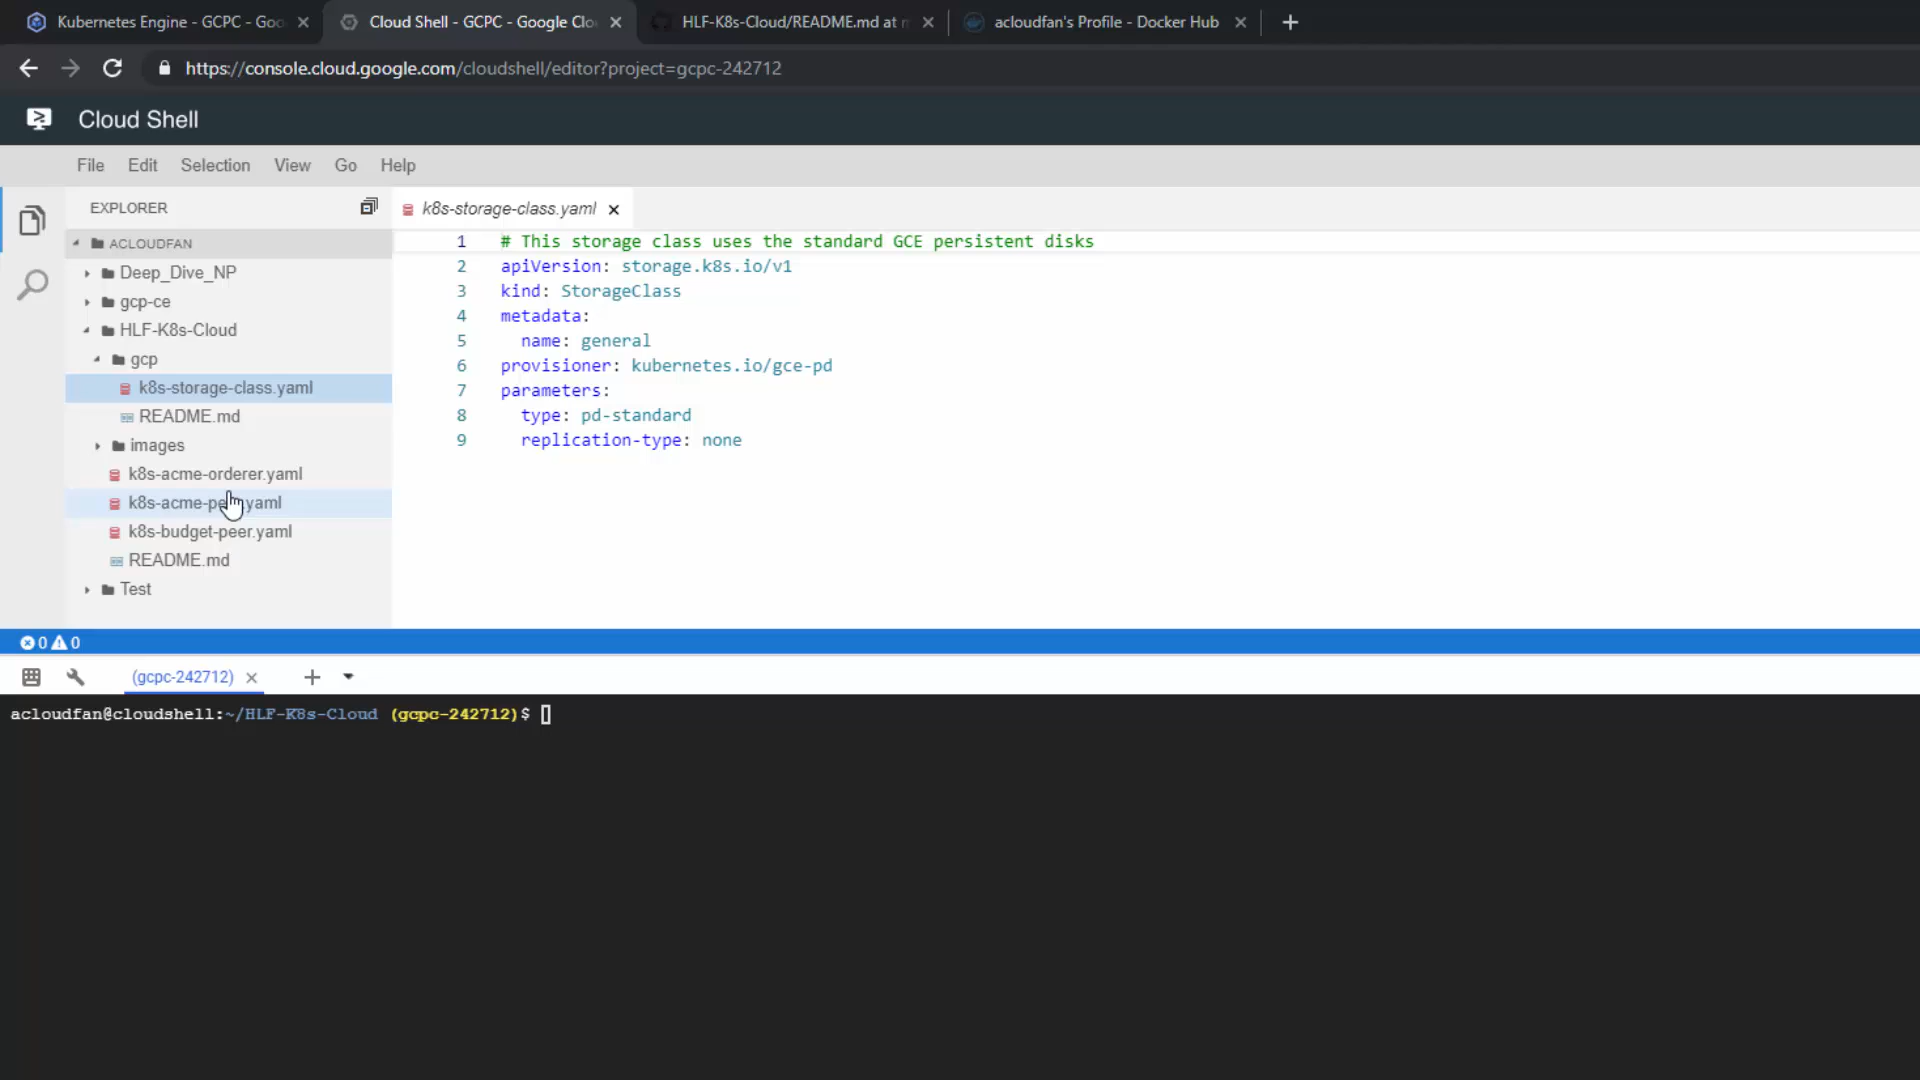 Kubernetes Engine - GCPC - Goo
Cloud Shell - GCPC - Google Clo
HLF-K8s-Cloud/README.md at m
acloudfan's Profile - Docker Hub
https://console.cloud.google.com/cloudshell/editor?project=gcpc-242712
Cloud Shell
File Edit Selection View Go Help
EXPLORER
ACLOUDFAN
Deep_Dive_NP
gcp-ce
HLF-K8s-Cloud
gcp
k8s-storage-class.yaml
README.md
images
k8s-acme-orderer.yaml
k8s-acme-pe yaml
k8s-budget-peer.yaml
README.md
Test
k8s-storage-class.yaml
1 # This storage class uses the standard GCE persistent disks
2 apiVersion: storage.k8s.io/v1
3 kind: StorageClass
4 metadata:
5 name: general
6 provisioner: kubernetes.io/gce-pd
7 parameters:
8 type: pd-standard
9 replication-type: none
0 0
(gcpc-242712)
acloudfan@cloudshell:~/HLF-K8s-Cloud (gcpc-242712)$